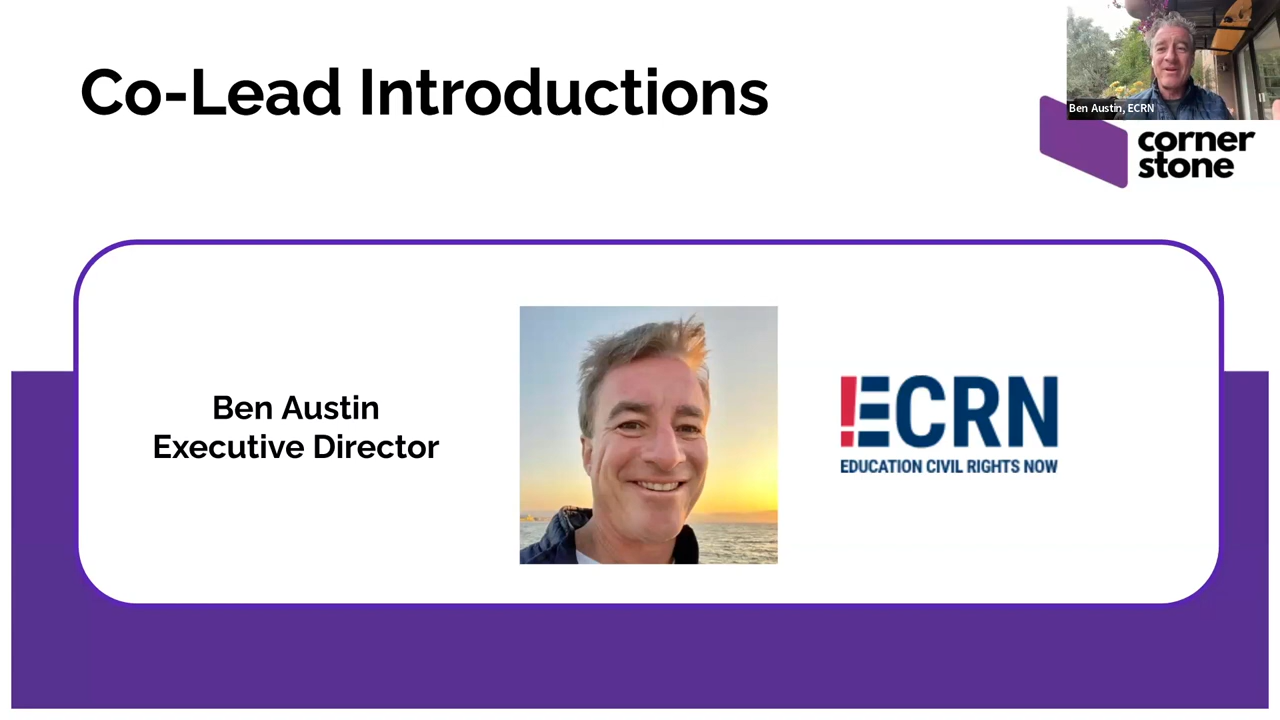 Co-Lead Introductions
Ben Austin, ECRN
corner
stone
Ben Austin
Executive Director
!ECRN
EDUCATION CIVIL RIGHTS NOW